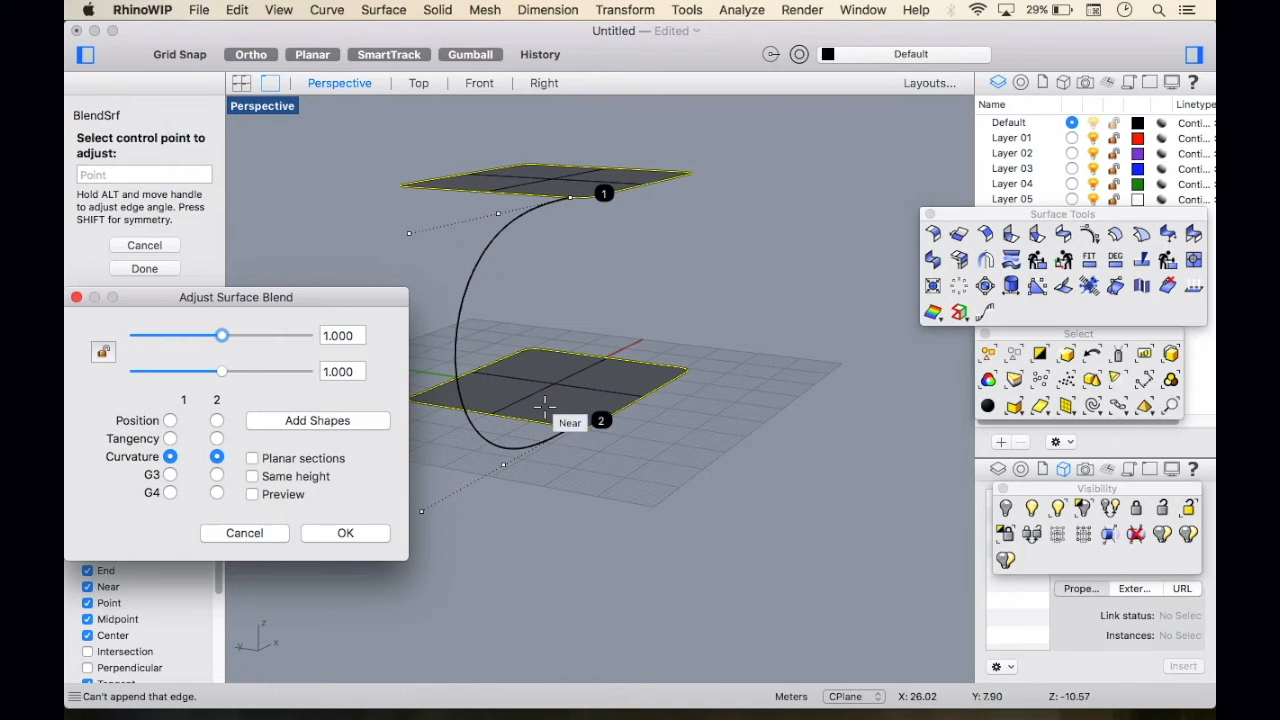 RhinoWIP File Edit View Curve Surface Solid Mesh Dimension Transform Tools Analyze Render Window Help 29%
Untitled — Edited
Grid Snap Ortho Planar SmartTrack Gumball History Default
Perspective Top Front Right Layouts...
Perspective
BlendSrf
Select control point to
adjust:
Point
Hold ALT and move handle
to adjust edge angle. Press
SHIFT for symmetry.
Cancel
Done
Name Linetype
Default Conti...
Layer 01 Conti...
Layer 02 Conti...
Layer 03 Conti...
Layer 04 Conti...
Layer 05 Conti...
Surface Tools
FIT DEG
Select
Visibility
Prope... Exter... URL
Link status: No Selec
Instances: No Selec
Insert
1
2
Near
z
y x
Adjust Surface Blend
1.000
1.000
1 2
Position
Tangency
Curvature
G3
G4
Add Shapes
Planar sections
Same height
Preview
Cancel OK
End
Near
Point
Midpoint
Center
Intersection
Perpendicular
Can't append that edge. Meters CPlane X: 26.02 Y: 7.90 Z: -10.57